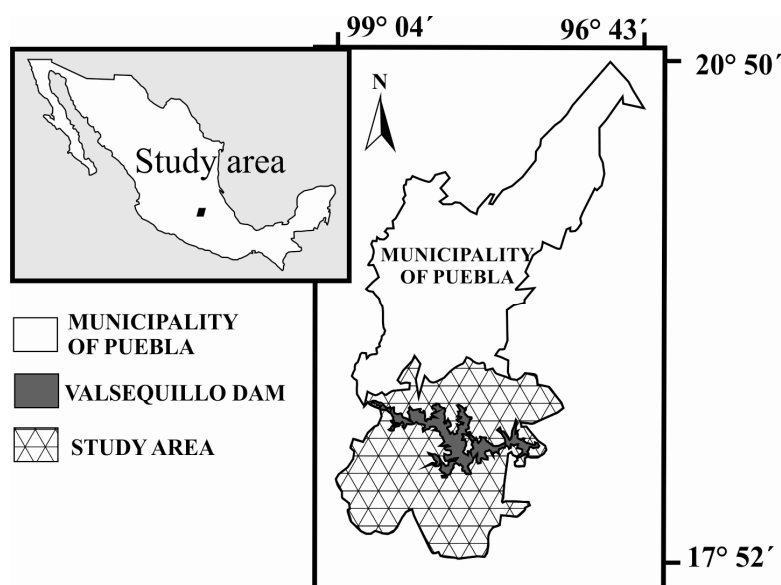 99° 04´ 96° 43´
20° 50´
N
Study area
MUNICIPALITY
OF PUEBLA
MUNICIPALITY
OF PUEBLA
VALSEQUILLO DAM
STUDY AREA
17° 52´